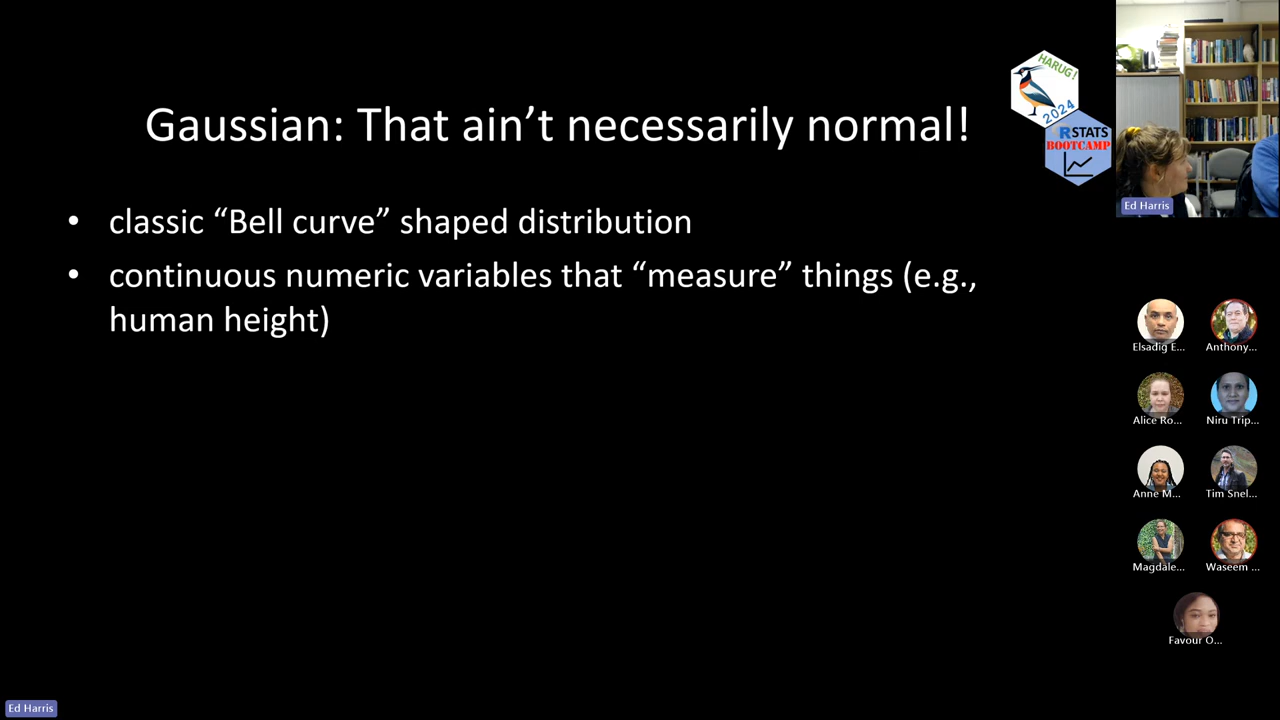 Gaussian: That ain’t necessarily normal!
HARUG!
2024
RSTATS
BOOTCAMP
• classic “Bell curve” shaped distribution
• continuous numeric variables that “measure” things (e.g.,
human height)
Ed Harris
Elsadig E...
Anthony...
Alice Ro...
Niru Trip...
Anne M...
Tim Snel...
Magdale...
Waseem ...
Favour O...
Ed Harris